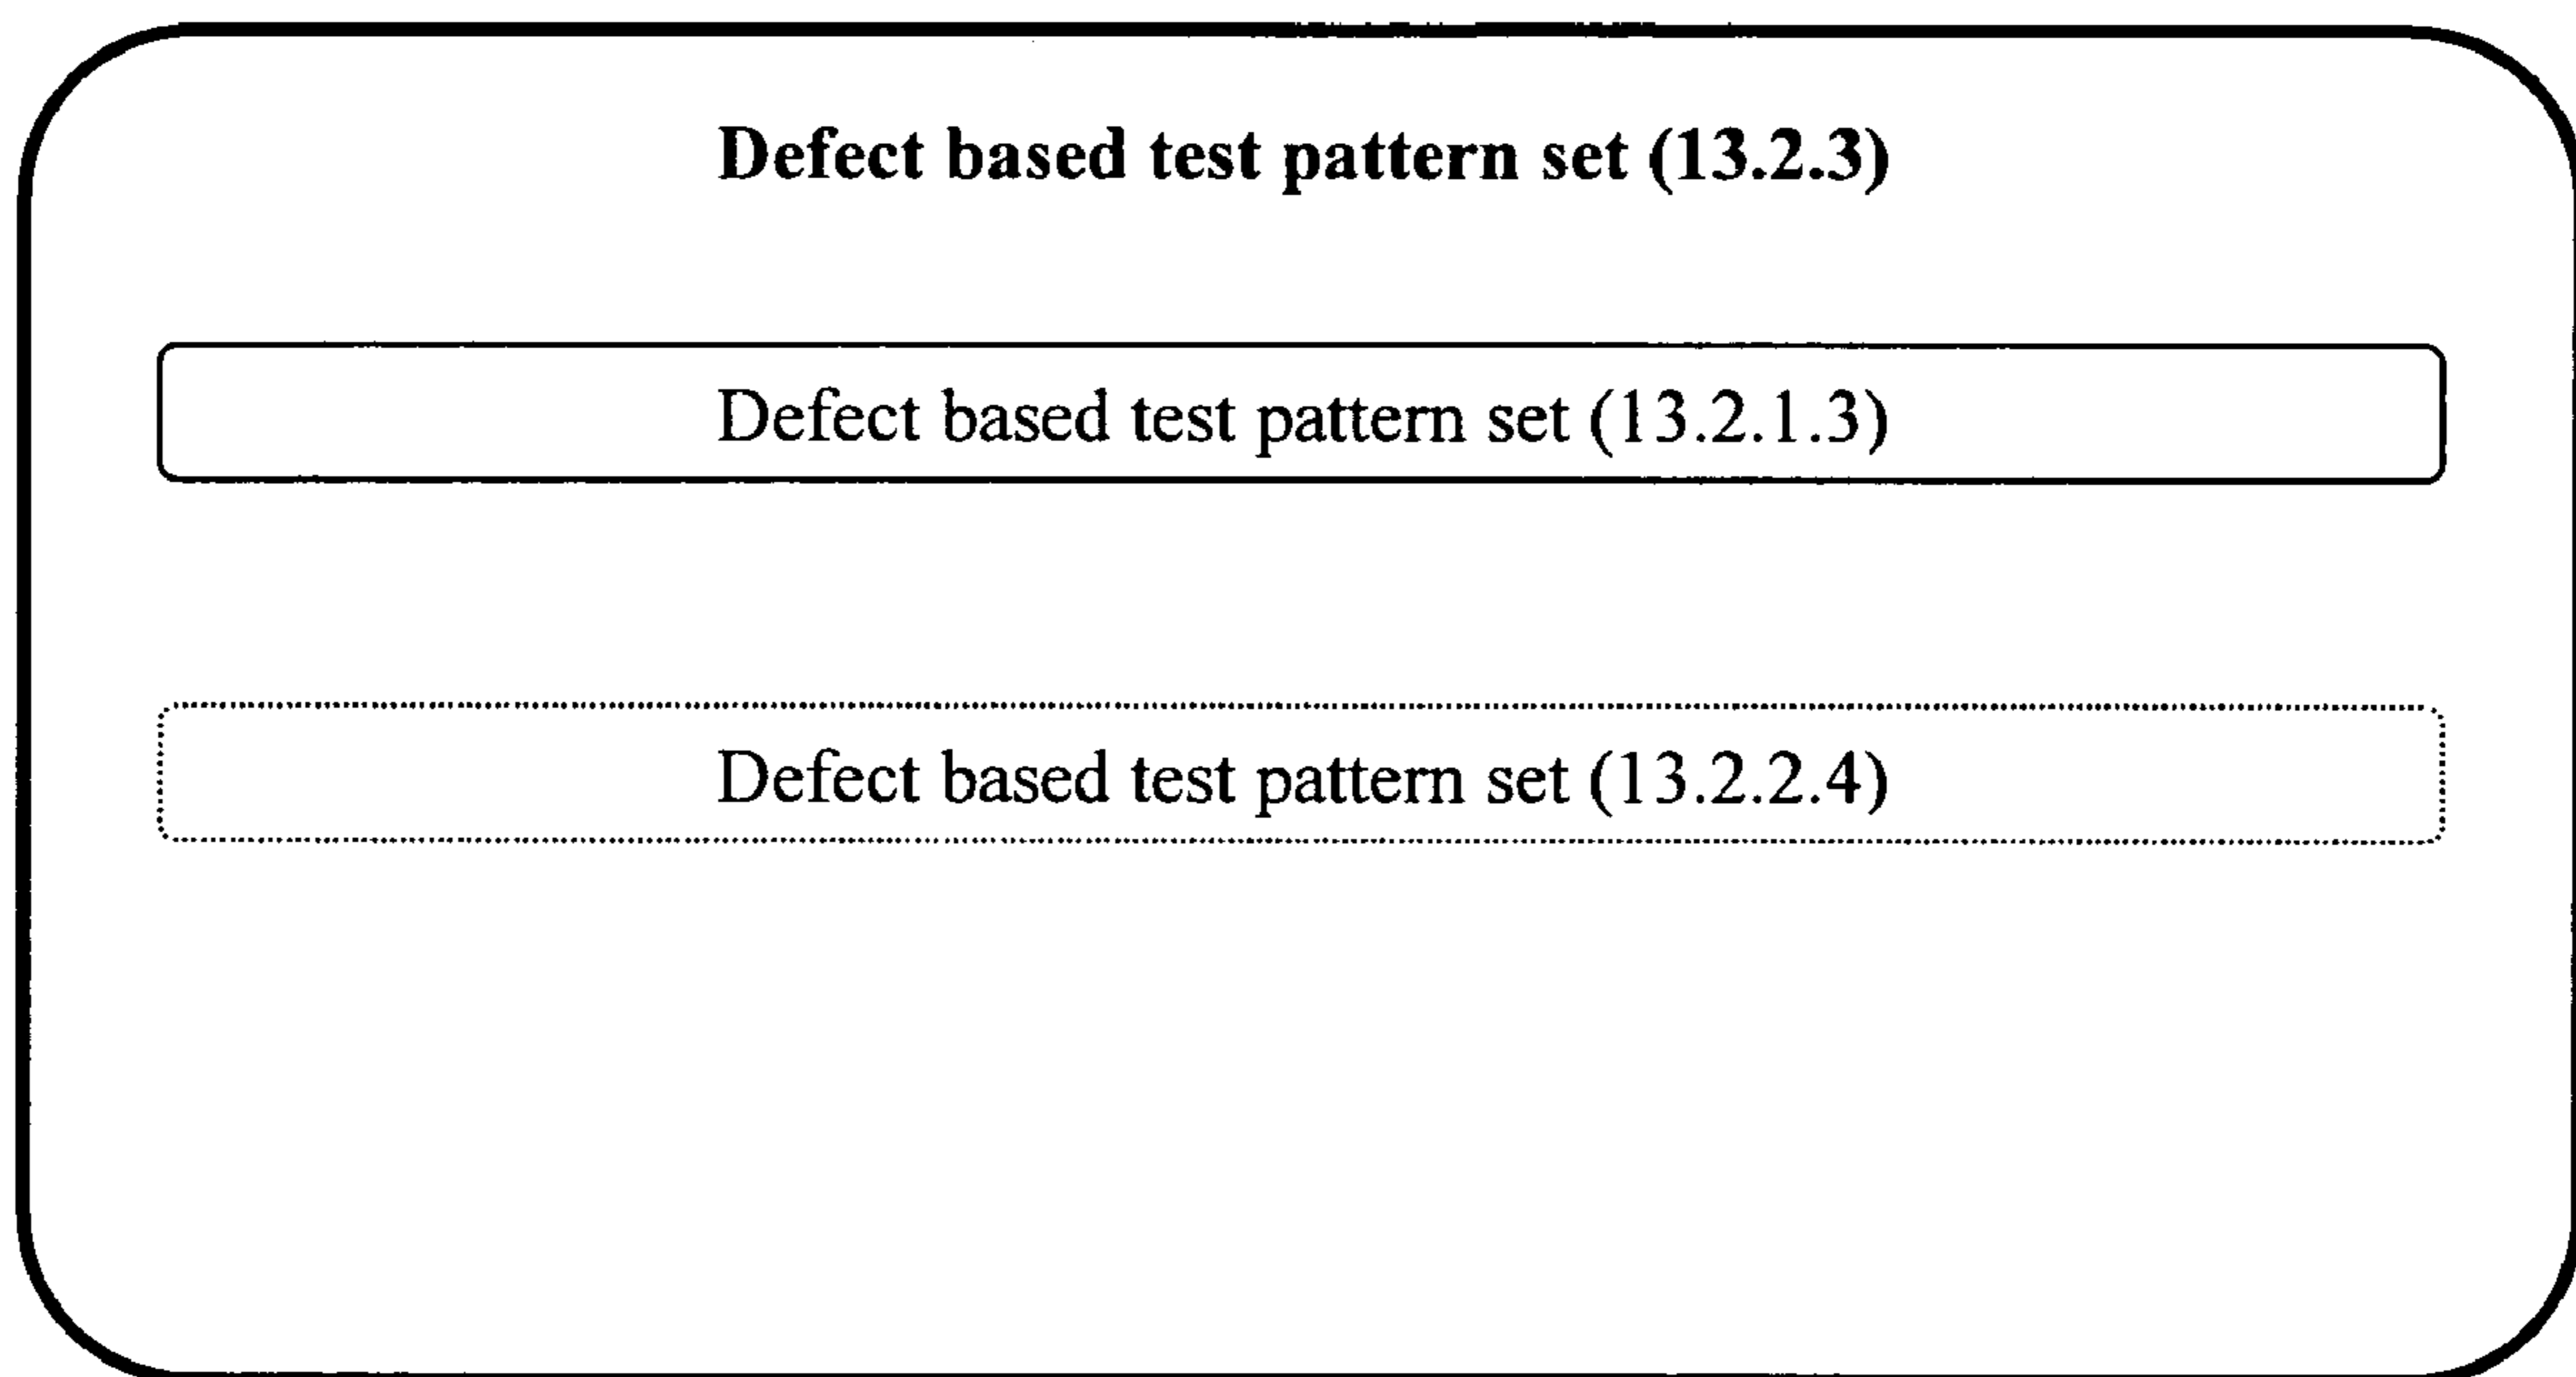 Defect based test pattern set (13.2.3)
Defect based test pattern set (13.2.1.3)
Defect based test pattern set (13.2.2.4)